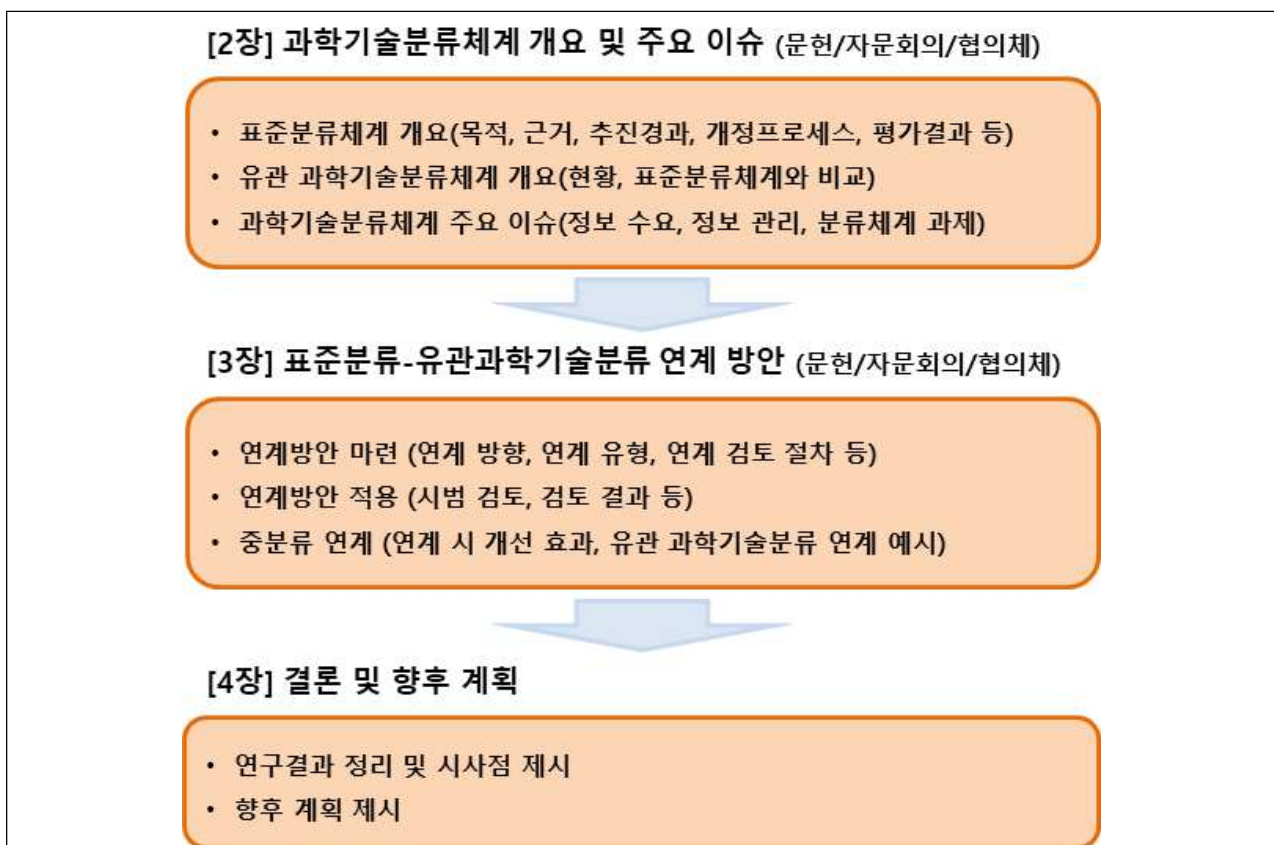 [2장] 과학기술분류체계 개요 및 주요 이슈 (문헌/자문회의/협의체)
• 표준분류체계 개요(목적, 근거, 추진경과, 개정프로세스, 평가결과 등)
• 유관 과학기술분류체계 개요(현황, 표준분류체계와 비교)
• 과학기술분류체계 주요 이슈(정보 수요, 정보 관리, 분류체계 과제)
[3장] 표준분류-유관과학기술분류 연계 방안 (문헌/자문회의/협의체)
• 연계방안 마련 (연계 방향, 연계 유형, 연계 검토 절차 등)
• 연계방안 적용 (시범 검토, 검토 결과 등)
• 중분류 연계 (연계 시 개선 효과, 유관 과학기술분류 연계 예시)
[4장] 결론 및 향후 계획
• 연구결과 정리 및 시사점 제시
• 향후 계획 제시